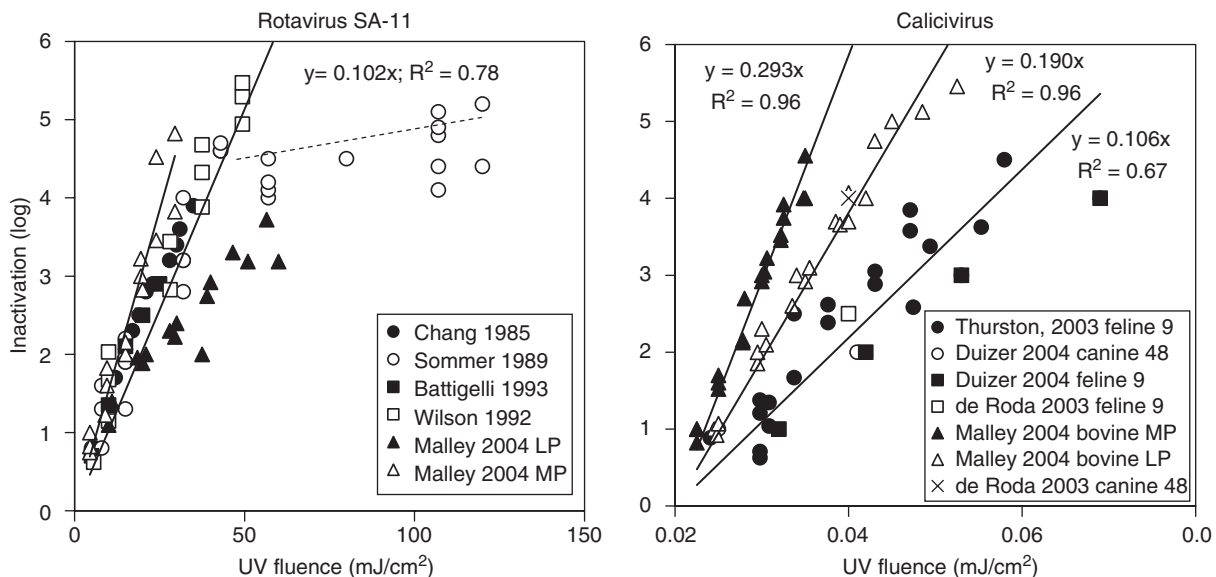 Rotavirus SA-11
Inactivation (log)
6
5
4
3
2
1
0
y= 0.102x; R² = 0.78
Chang 1985
Sommer 1989
Battigelli 1993
Wilson 1992
Malley 2004 LP
Malley 2004 MP
0 50 100 150
UV fluence (mJ/cm²)
Calicivirus
6
5
4
3
2
1
0
y = 0.293x
R² = 0.96
y = 0.190x
R² = 0.96
y = 0.106x
R² = 0.67
Thurston, 2003 feline 9
Duizer 2004 canine 48
Duizer 2004 feline 9
de Roda 2003 feline 9
Malley 2004 bovine MP
Malley 2004 bovine LP
de Roda 2003 canine 48
0.02 0.04 0.06 0.0
UV fluence (mJ/cm²)